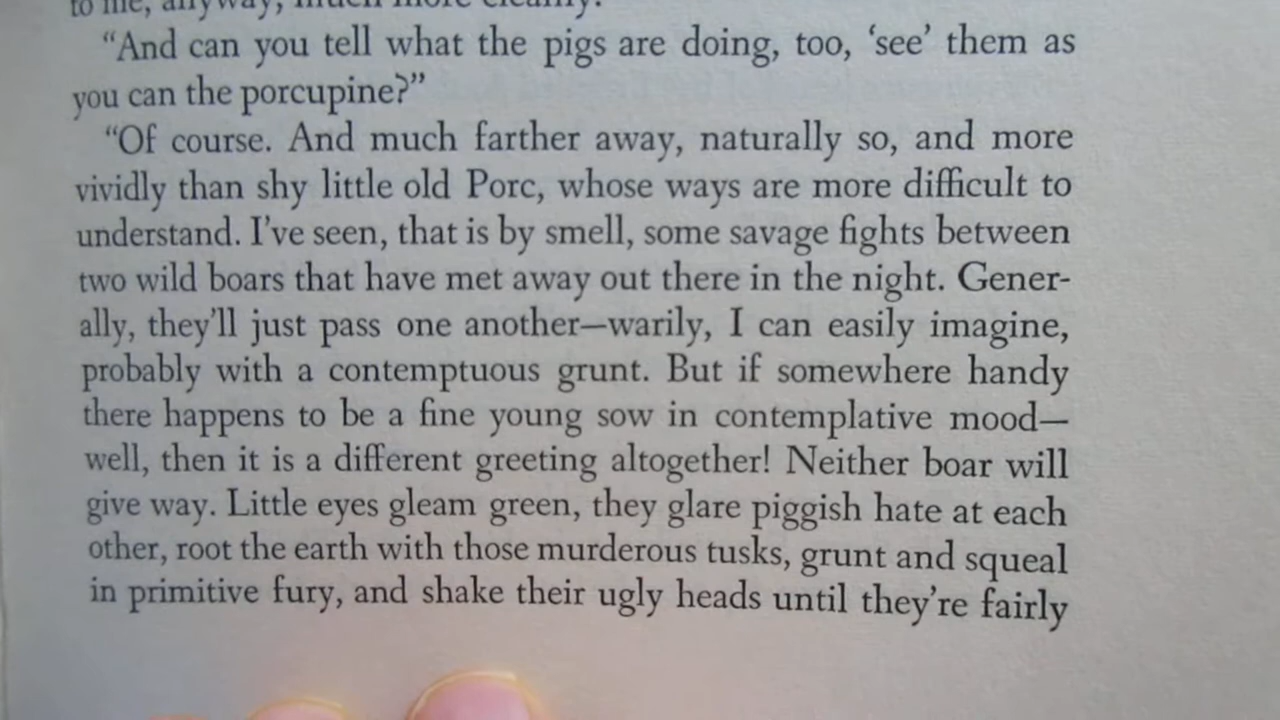 to me, anyway, much more cleanly.
“And can you tell what the pigs are doing, too, ‘see’ them as
you can the porcupine?”
“Of course. And much farther away, naturally so, and more
vividly than shy little old Porc, whose ways are more difficult to
understand. I’ve seen, that is by smell, some savage fights between
two wild boars that have met away out there in the night. Gener-
ally, they’ll just pass one another—warily, I can easily imagine,
probably with a contemptuous grunt. But if somewhere handy
there happens to be a fine young sow in contemplative mood—
well, then it is a different greeting altogether! Neither boar will
give way. Little eyes gleam green, they glare piggish hate at each
other, root the earth with those murderous tusks, grunt and squeal
in primitive fury, and shake their ugly heads until they’re fairly